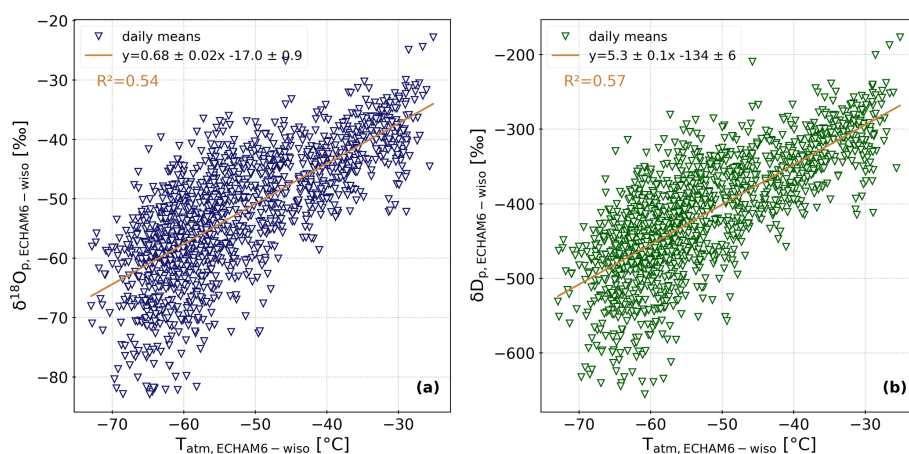 daily means
y=0.68 ± 0.02x -17.0 ± 0.9
R²=0.54
−20
−30
−40
−50
−60
−70
−80
δ¹⁸Op, ECHAM6−wiso [‰]
−70 −60 −50 −40 −30
Tatm, ECHAM6−wiso [°C]
(a)
daily means
y=5.3 ± 0.1x -134 ± 6
R²=0.57
−200
−300
−400
−500
−600
δDp, ECHAM6−wiso [‰]
−70 −60 −50 −40 −30
Tatm, ECHAM6−wiso [°C]
(b)